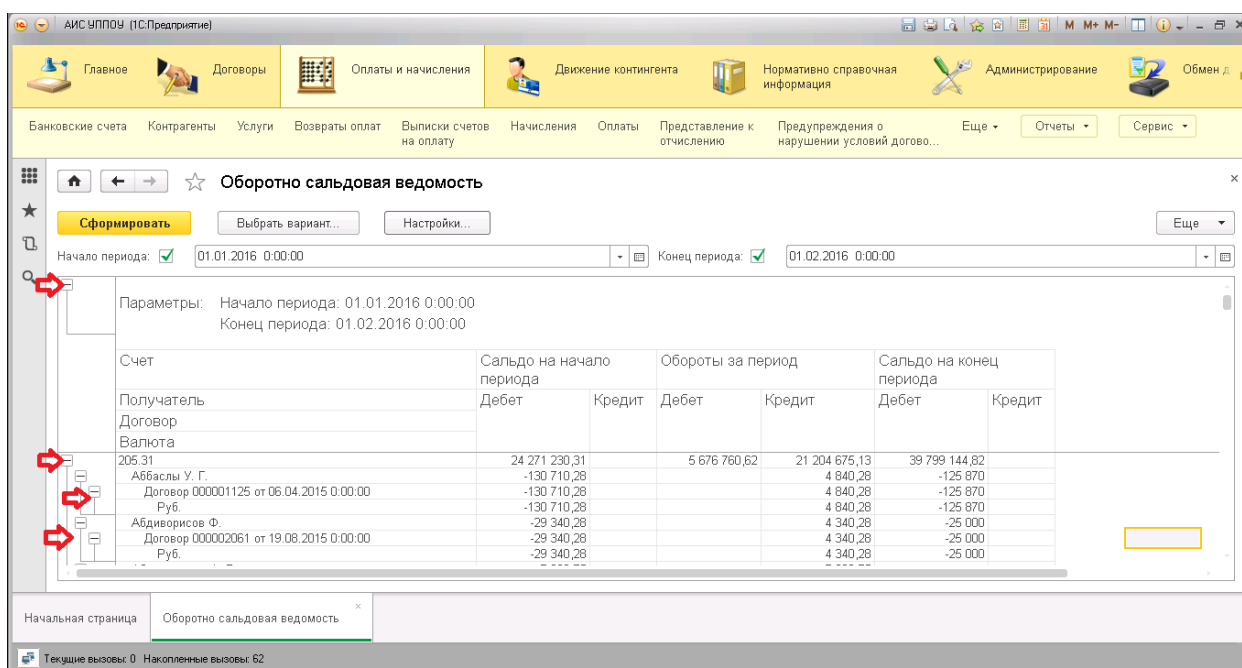 АИС УППОУ (1С:Предприятие)
M M+ M-
Главное
Договоры
Оплаты и начисления
Движение контингента
Нормативно справочная
информация
Администрирование
Обмен д
Банковские счета Контрагенты Услуги Возвраты оплат Выписки счетов
на оплату
Начисления Оплаты Представление к
отчислению
Предупреждения о
нарушении условий догово...
Еще Отчеты Сервис
Оборотно сальдовая ведомость
Сформировать Выбрать вариант... Настройки... Еще
Начало периода: 01.01.2016 0:00:00 Конец периода: 01.02.2016 0:00:00
Параметры: Начало периода: 01.01.2016 0:00:00
Конец периода: 01.02.2016 0:00:00
Счет Сальдо на начало
периода
Обороты за период Сальдо на конец
периода
Получатель Дебет Кредит Дебет Кредит Дебет Кредит
Договор
Валюта
205.31 24 271 230,31 5 676 760,62 21 204 675,13 39 799 144,82
Аббаслы У. Г. -130 710,28 4 840,28 -125 870
Договор 000001125 от 06.04.2015 0:00:00 -130 710,28 4 840,28 -125 870
Руб. -130 710,28 4 840,28 -125 870
Абдиворисов Ф. -29 340,28 4 340,28 -25 000
Договор 000002061 от 19.08.2015 0:00:00 -29 340,28 4 340,28 -25 000
Руб. -29 340,28 4 340,28 -25 000
Начальная страница Оборотно сальдовая ведомость
Текущие вызовы: 0 Накопленные вызовы: 62